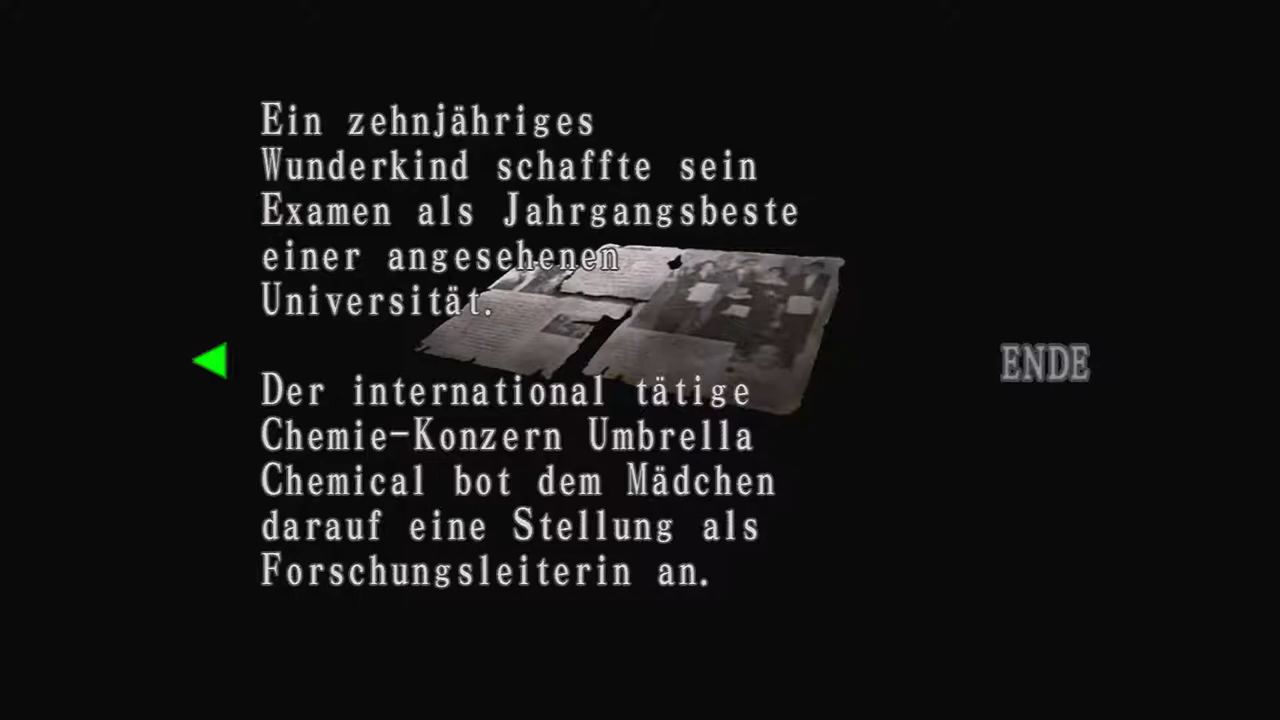 Ein zehnjähriges
Wunderkind schaffte sein
Examen als Jahrgangsbeste
einer angesehenen
Universität.
Der international tätige
Chemie-Konzern Umbrella
Chemical bot dem Mädchen
darauf eine Stellung als
Forschungsleiterin an.
ENDE